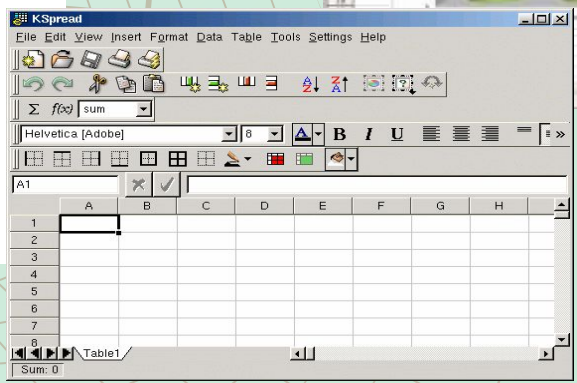 KSpread
File Edit View Insert Format Data Table Tools Settings Help
Σ f(x) sum
Helvetica [Adobe] 8 A B I U »
A1
A B C D E F G H
1
2
3
4
5
6
7
8
Table1
Sum: 0